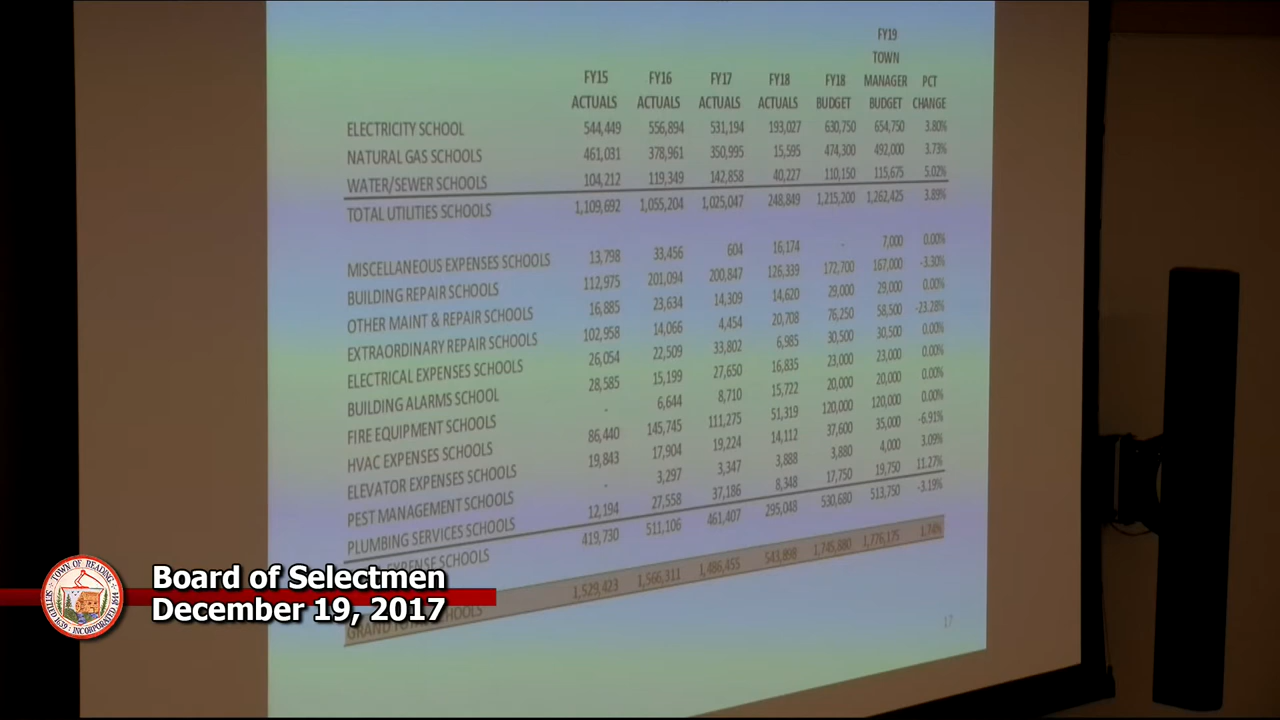 FY19
TOWN
FY15 FY16 FY17 FY18 FY18 MANAGER PCT
ACTUALS ACTUALS ACTUALS ACTUALS BUDGET BUDGET CHANGE
ELECTRICITY SCHOOL 544,449 556,894 531,194 193,027 630,750 654,750 3.80%
NATURAL GAS SCHOOLS 461,031 378,961 350,995 15,595 474,300 492,000 3.73%
WATER/SEWER SCHOOLS 104,212 119,349 142,858 40,227 110,150 115,675 5.02%
TOTAL UTILITIES SCHOOLS 1,109,692 1,055,204 1,025,047 248,849 1,215,200 1,262,425 3.89%
MISCELLANEOUS EXPENSES SCHOOLS 13,798 33,456 604 16,174 - 7,000 0.00%
BUILDING REPAIR SCHOOLS 112,975 201,094 200,847 126,339 172,700 167,000 -3.30%
OTHER MAINT & REPAIR SCHOOLS 16,885 23,634 14,309 14,620 29,000 29,000 0.00%
EXTRAORDINARY REPAIR SCHOOLS 102,958 14,066 4,454 20,708 76,250 58,500 -23.28%
ELECTRICAL EXPENSES SCHOOLS 26,054 22,509 33,802 6,985 30,500 30,500 0.00%
BUILDING ALARMS SCHOOL 28,585 15,199 27,650 16,835 23,000 23,000 0.00%
FIRE EQUIPMENT SCHOOLS - 6,644 8,710 15,722 20,000 20,000 0.00%
HVAC EXPENSES SCHOOLS 86,440 145,745 111,275 51,319 120,000 120,000 0.00%
ELEVATOR EXPENSES SCHOOLS 19,843 17,904 19,224 14,112 37,600 35,000 -6.91%
PEST MANAGEMENT SCHOOLS - 3,297 3,347 3,888 3,880 4,000 3.09%
PLUMBING SERVICES SCHOOLS 12,194 27,558 37,186 8,348 17,750 19,750 11.27%
EXPENSE SCHOOLS 419,730 511,106 461,407 295,048 530,680 513,750 -3.19%
GRAND SCHOOLS 1,529,423 1,566,311 1,486,455 543,898 1,745,880 1,776,175 1.74%
17
TOWN OF READING
SETTLED 1639 INCORPORATED 1644
Board of Selectmen
December 19, 2017